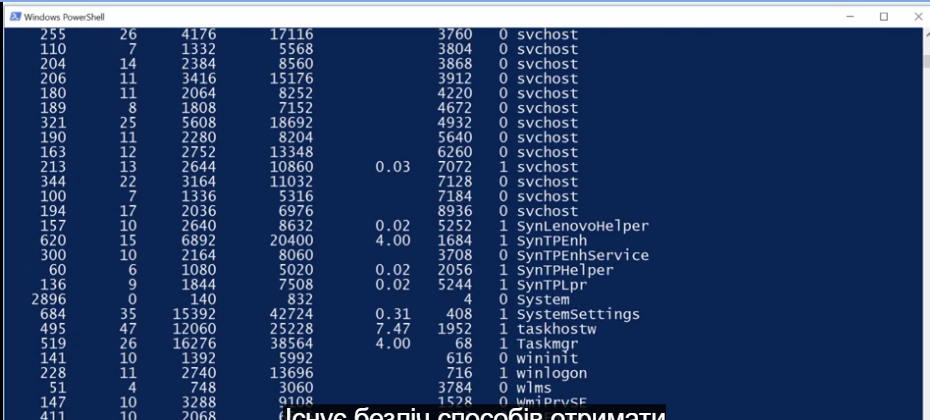 Windows PowerShell
255 26 4176 17116 3760 0 svchost
110 7 1332 5568 3804 0 svchost
204 14 2384 8560 3868 0 svchost
206 11 3416 15176 3912 0 svchost
180 11 2064 8252 4220 0 svchost
189 8 1808 7152 4672 0 svchost
321 25 5608 18692 4932 0 svchost
190 11 2280 8204 5640 0 svchost
163 12 2752 13348 6260 0 svchost
213 13 2644 10860 0.03 7072 1 svchost
344 22 3164 11032 7128 0 svchost
100 7 1336 5316 7184 0 svchost
194 17 2036 6976 8936 0 svchost
157 10 2640 8632 0.02 5252 1 SynLenovoHelper
620 15 6892 20400 4.00 1684 1 SynTPEnh
300 10 2164 8060 3708 0 SynTPEnhService
60 6 1080 5020 0.02 2056 1 SynTPHelper
136 9 1844 7508 0.02 5244 1 SynTPLpr
2896 0 140 832 4 0 System
684 35 15392 42724 0.31 408 1 SystemSettings
495 47 12060 25228 7.47 1952 1 taskhostw
519 26 16276 38564 4.00 68 1 Taskmgr
141 10 1392 5992 616 0 wininit
228 11 2740 13696 716 1 winlogon
51 4 748 3060 3784 0 wlms
147 10 3288 9108 1528 0 WmiPrvSE
411 10 2068
Існує безліч способів отримати